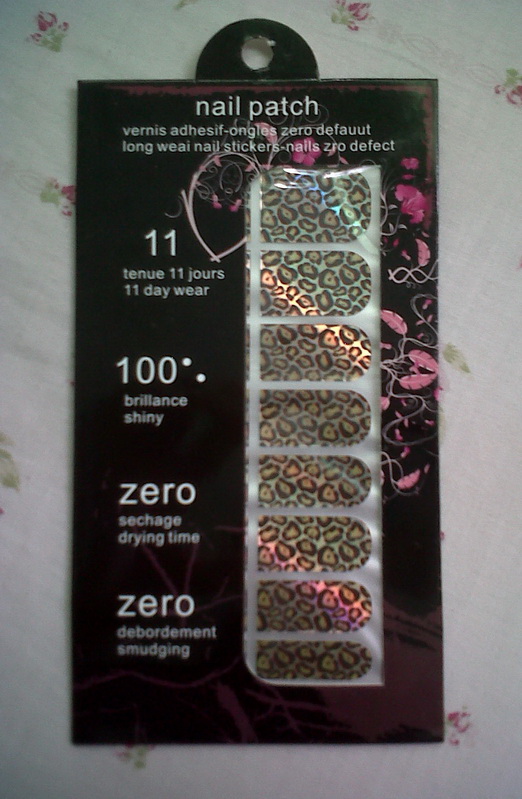 nail patch
vernis adhesif-ongles zero defauut
long weai nail stickers-nails zro defect
11
tenue 11 jours
11 day wear
100%
brillance
shiny
zero
sechage
drying time
zero
debordement
smudging